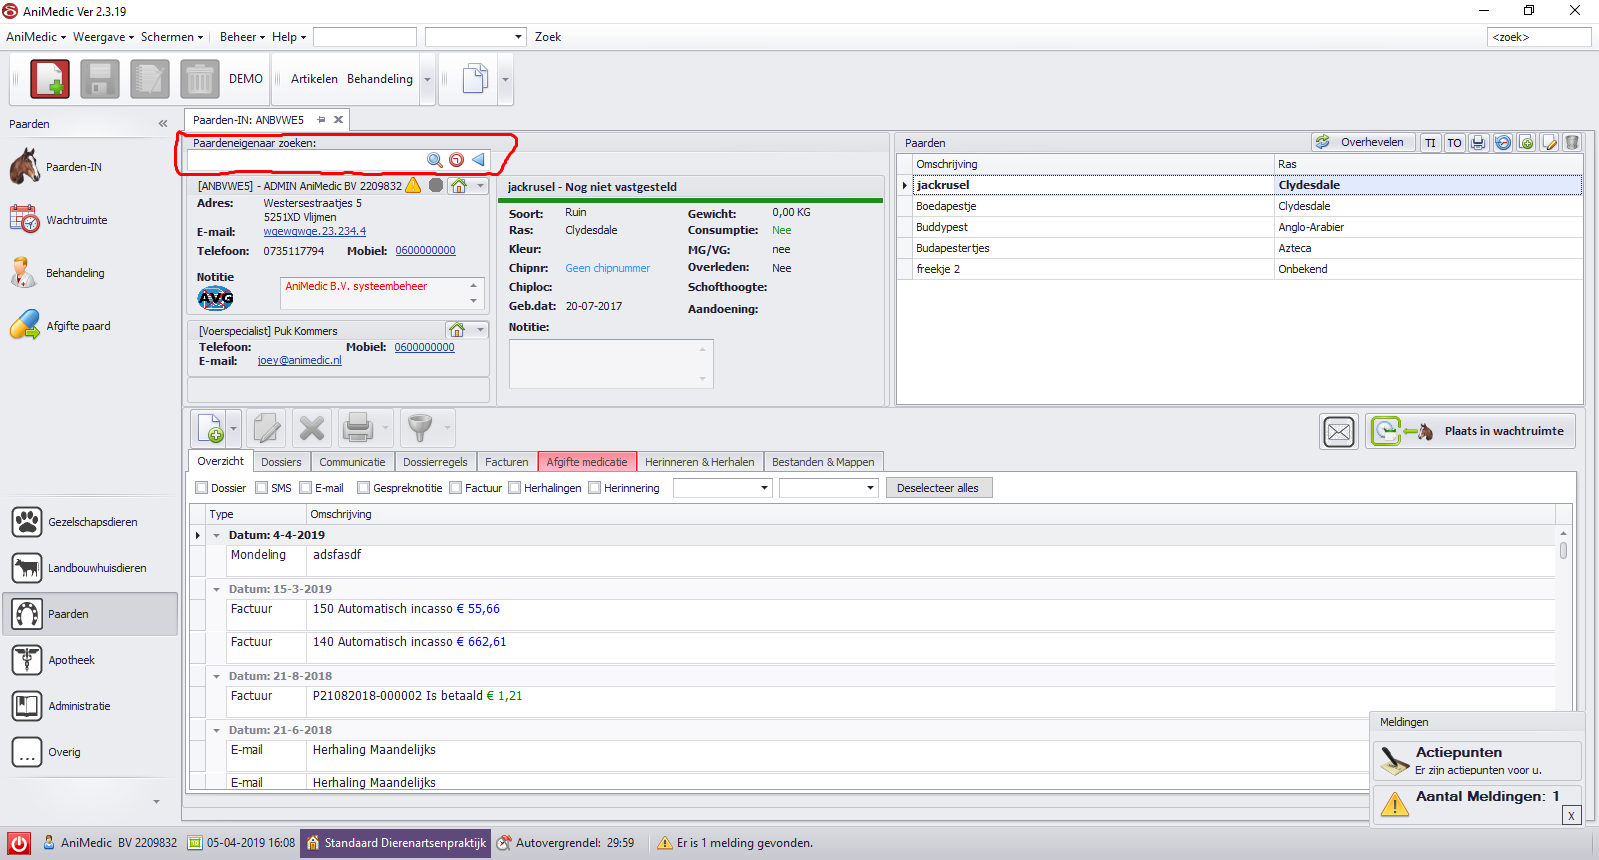 AniMedic Ver 2.3.19
AniMedic Weergave Schermen Beheer Help Zoek <zoek>
DEMO Artikelen Behandeling
Paarden
Paarden-IN
Wachtruimte
Behandeling
Afgifte paard
Gezelschapsdieren
Landbouwhuisdieren
Paarden
Apotheek
Administratie
Overig
Paarden-IN: ANBVWE5
Paardeneigenaar zoeken:
[ANBVWE5] - ADMIN AniMedic BV 2209832
Adres: Westersestraatjes 5
5251XD Vlijmen
E-mail: wqewqwqe.23.234.4
Telefoon: 0735117794 Mobiel: 0600000000
Notitie
AVG
AniMedic B.V. systeembeheer
[Voerspecialist] Puk Kommers
Telefoon: Mobiel: 0600000000
E-mail: joey@animedic.nl
jackrusel - Nog niet vastgesteld
Soort: Ruin Gewicht: 0,00 KG
Ras: Clydesdale Consumptie: Nee
Kleur: MG/VG: nee
Chipnr: Geen chipnummer Overleden: Nee
Chiploc: Schofthoogte:
Geb.dat: 20-07-2017 Aandoening:
Notitie:
Paarden Overhevelen TI TO
Omschrijving Ras
jackrusel Clydesdale
Boedapestje Clydesdale
Buddypest Anglo-Arabier
Budapestertjes Azteca
freekje 2 Onbekend
Plaats in wachtruimte
Overzicht Dossiers Communicatie Dossierregels Facturen Afgifte medicatie Herinneren & Herhalen Bestanden & Mappen
Dossier SMS E-mail Gespreknotitie Factuur Herhalingen Herinnering Deselecteer alles
Type Omschrijving
Datum: 4-4-2019
Mondeling adsfasdf
Datum: 15-3-2019
Factuur 150 Automatisch incasso € 55,66
Factuur 140 Automatisch incasso € 662,61
Datum: 21-8-2018
Factuur P21082018-000002 Is betaald € 1,21
Datum: 21-6-2018
E-mail Herhaling Maandelijks
E-mail Herhaling Maandelijks
Meldingen
Actiepunten
Er zijn actiepunten voor u.
Aantal Meldingen: 1
X
AniMedic BV 2209832 05-04-2019 16:08 Standaard Dierenartsenpraktijk Autovergrendel: 29:59 Er is 1 melding gevonden.